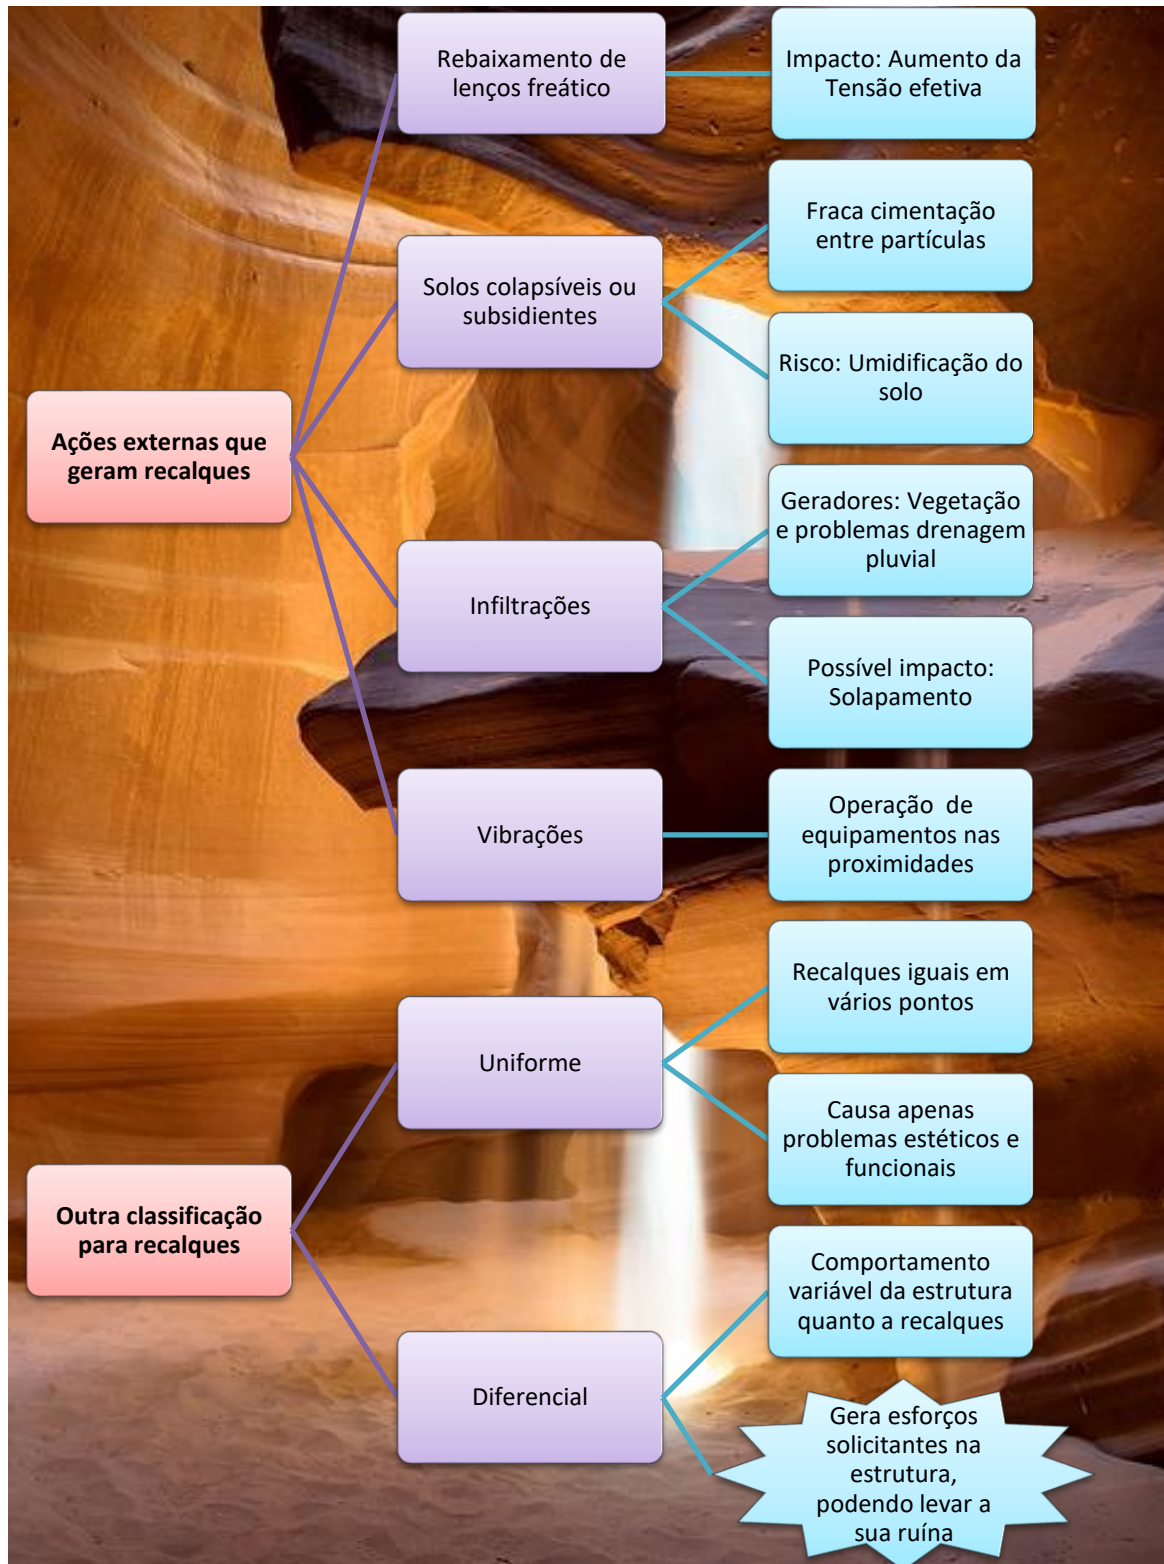 Rebaixamento de
lenços freático
Impacto: Aumento da
Tensão efetiva
Fraca cimentação
entre partículas
Solos colapsíveis ou
subsidientes
Risco: Umidificação do
solo
Ações externas que
geram recalques
Geradores: Vegetação
e problemas drenagem
pluvial
Infiltrações
Possível impacto:
Solapamento
Vibrações
Operação de
equipamentos nas
proximidades
Recalques iguais em
vários pontos
Uniforme
Causa apenas
problemas estéticos e
funcionais
Outra classificação
para recalques
Comportamento
variável da estrutura
quanto a recalques
Diferencial
Gera esforços
solicitantes na
estrutura,
podendo levar a
sua ruína